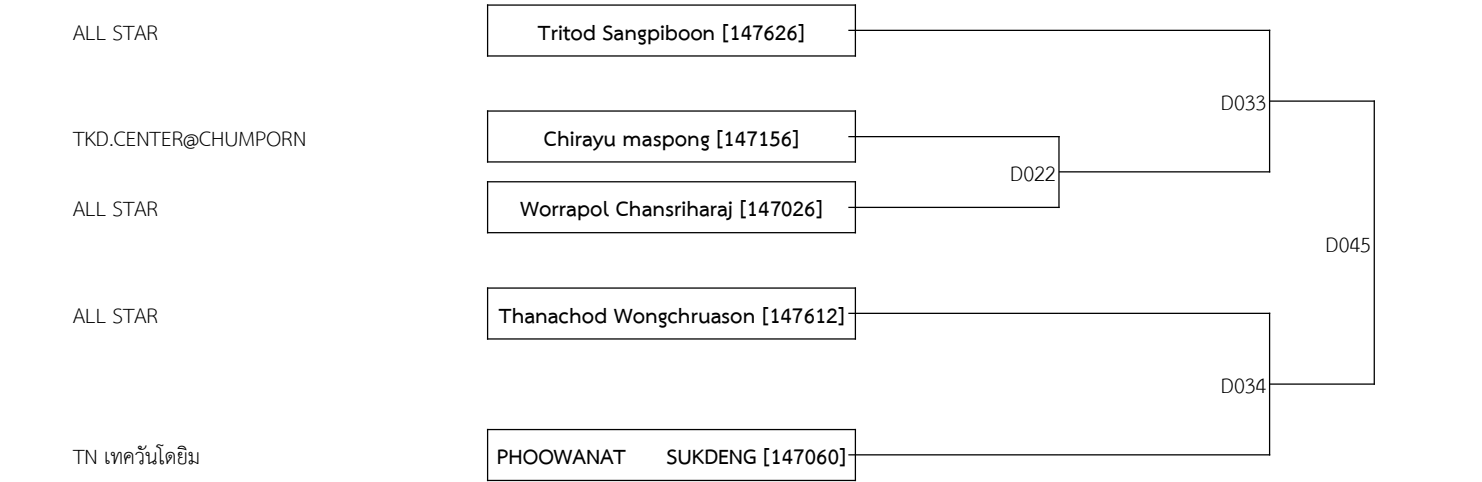 ALL STAR
Tritod Sangpiboon [147626]
D033
TKD.CENTER@CHUMPORN
Chirayu maspong [147156]
D022
ALL STAR
Worrapol Chansriharaj [147026]
D045
ALL STAR
Thanachod Wongchruason [147612]
D034
TN เทควันโดยิม
PHOOWANAT SUKDENG [147060]